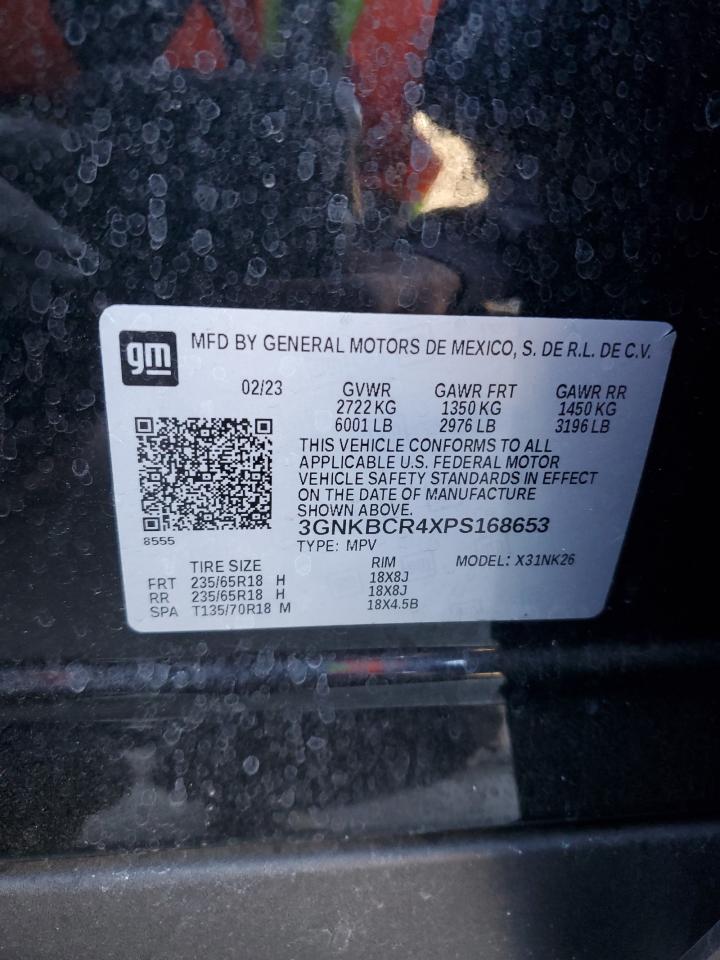 gm MFD BY GENERAL MOTORS DE MEXICO, S. DE R.L. DE C.V.
02/23 GVWR GAWR FRT GAWR RR
2722 KG 1350 KG 1450 KG
6001 LB 2976 LB 3196 LB
THIS VEHICLE CONFORMS TO ALL
APPLICABLE U.S. FEDERAL MOTOR
VEHICLE SAFETY STANDARDS IN EFFECT
ON THE DATE OF MANUFACTURE
SHOWN ABOVE.
3GNKBCR4XPS168653
8555 TYPE: MPV
TIRE SIZE RIM MODEL: X31NK26
FRT 235/65R18 H 18X8J
RR 235/65R18 H 18X8J
SPA T135/70R18 M 18X4.5B